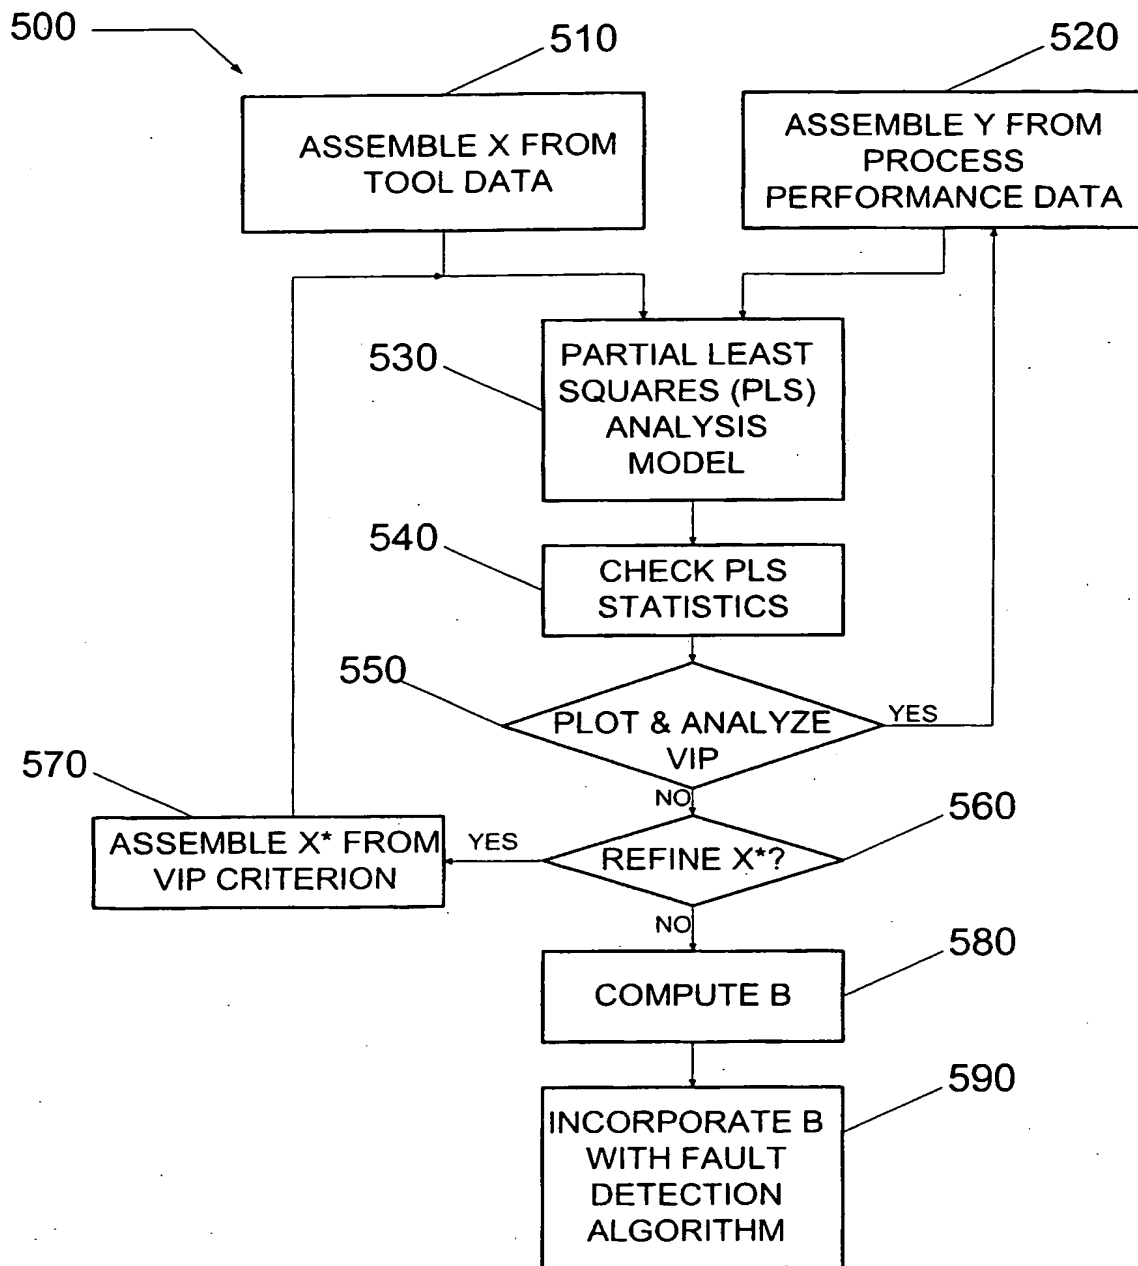 500
510
520
ASSEMBLE X FROM
TOOL DATA
ASSEMBLE Y FROM
PROCESS
PERFORMANCE DATA
530
PARTIAL LEAST
SQUARES (PLS)
ANALYSIS
MODEL
540
CHECK PLS
STATISTICS
550
PLOT & ANALYZE
VIP
YES
NO
570
560
ASSEMBLE X* FROM
VIP CRITERION
YES
REFINE X*?
NO
580
COMPUTE B
590
INCORPORATE B
WITH FAULT
DETECTION
ALGORITHM